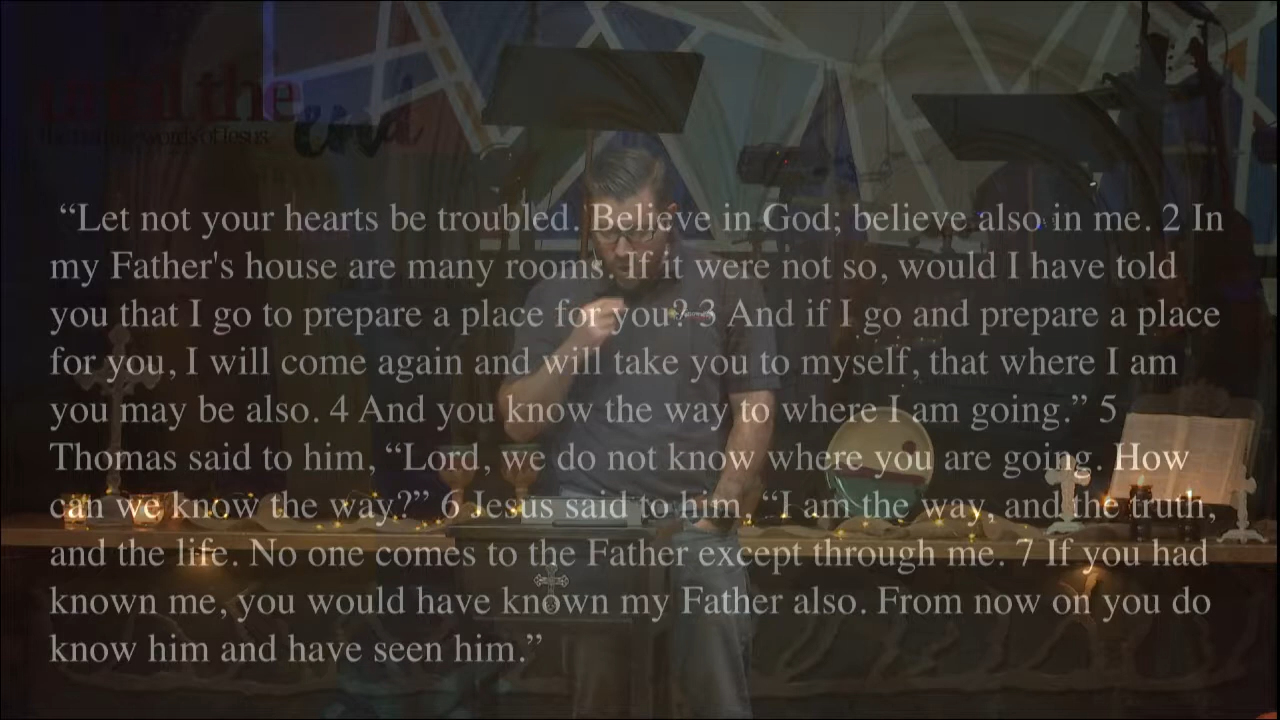 until the
end
words of Jesus
“Let not your hearts be troubled. Believe in God; believe also in me. 2 In
my Father's house are many rooms. If it were not so, would I have told
you that I go to prepare a place for you? 3 And if I go and prepare a place
for you, I will come again and will take you to myself, that where I am
you may be also. 4 And you know the way to where I am going.” 5
Thomas said to him, “Lord, we do not know where you are going. How
can we know the way?” 6 Jesus said to him, “I am the way, and the truth,
and the life. No one comes to the Father except through me. 7 If you had
known me, you would have known my Father also. From now on you do
know him and have seen him.”